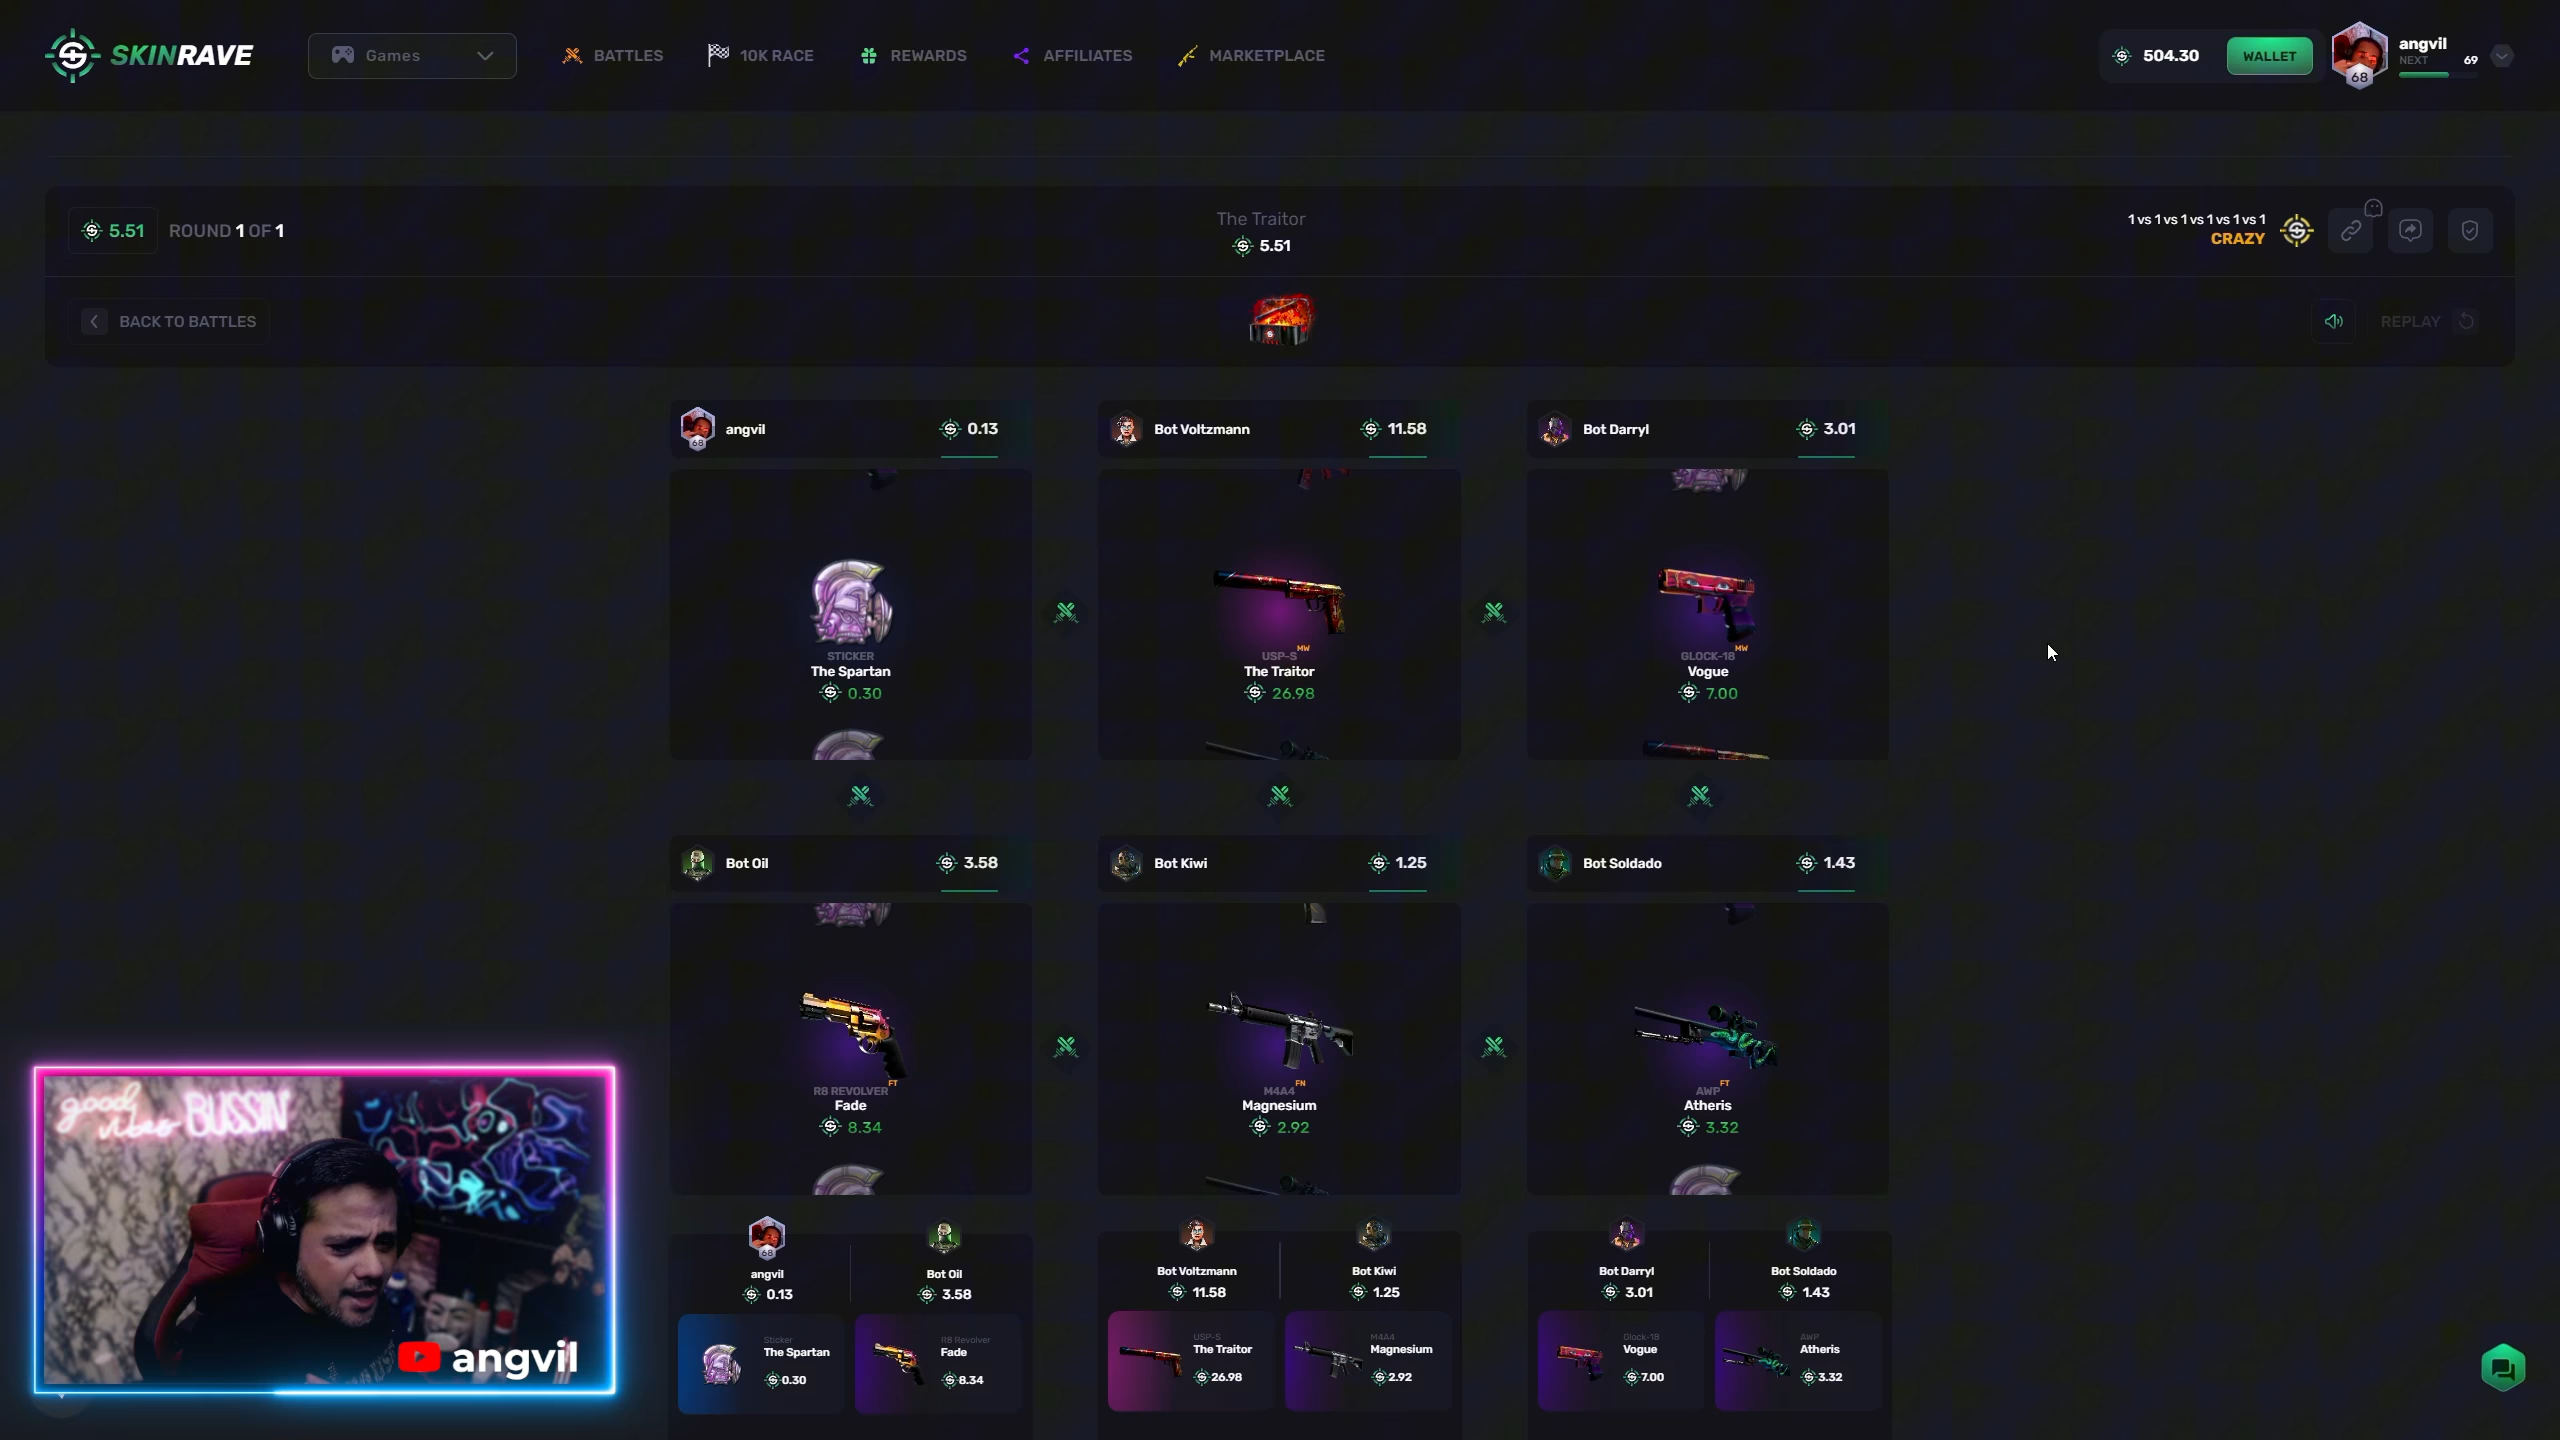 SKINRAVE
Games
BATTLES
10K RACE
REWARDS
AFFILIATES
MARKETPLACE
504.30
WALLET
68
angvil
NEXT
69
5.51
ROUND 1 OF 1
The Traitor
5.51
1 vs 1 vs 1 vs 1 vs 1 vs 1
CRAZY
BACK TO BATTLES
REPLAY
68
angvil
0.13
Bot Voltzmann
11.58
Bot Darryl
3.01
STICKER
The Spartan
0.30
USP-S MW
The Traitor
26.98
GLOCK-18 MW
Vogue
7.00
Bot Oil
3.58
Bot Kiwi
1.25
Bot Soldado
1.43
R8 REVOLVER FT
Fade
8.34
M4A4 FN
Magnesium
2.92
AWP FT
Atheris
3.32
good vibes
BUSSIN'
angvil
68
angvil
0.13
Bot Oil
3.58
Bot Voltzmann
11.58
Bot Kiwi
1.25
Bot Darryl
3.01
Bot Soldado
1.43
Sticker
The Spartan
0.30
R8 Revolver
Fade
8.34
USP-S
The Traitor
26.98
M4A4
Magnesium
2.92
Glock-18
Vogue
7.00
AWP
Atheris
3.32